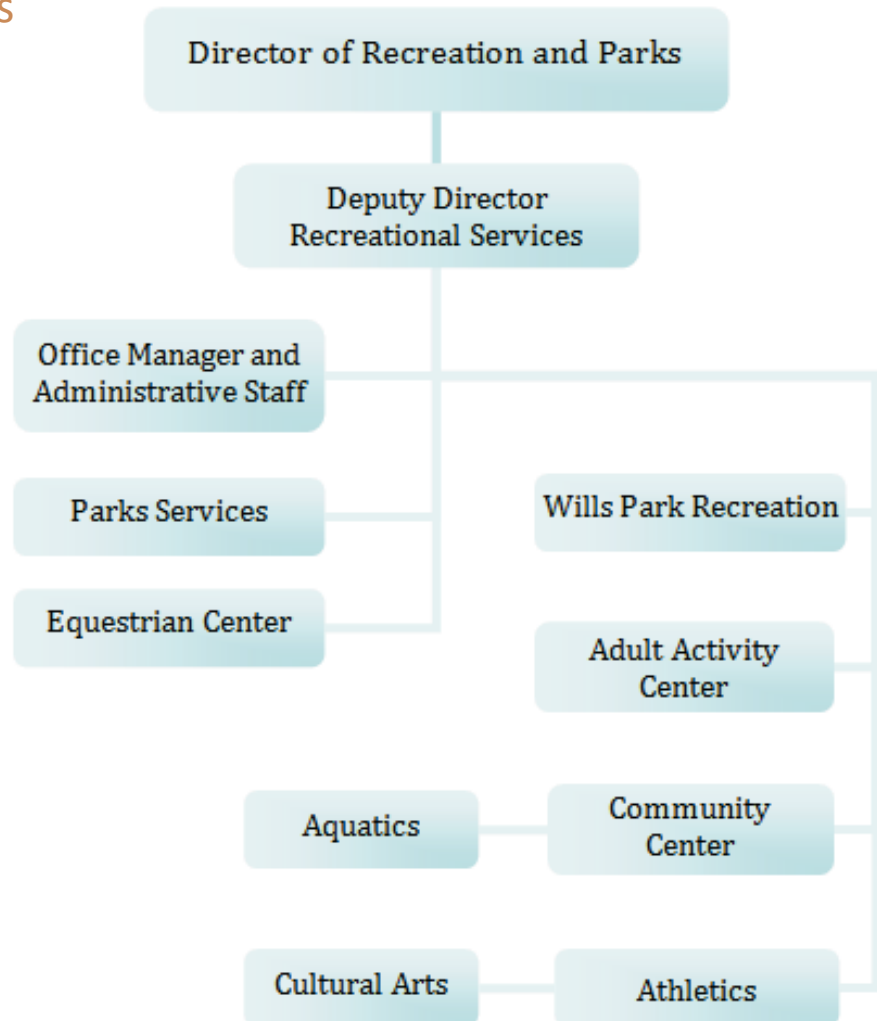 S
Director of Recreation and Parks
Deputy Director
Recreational Services
Office Manager and
Administrative Staff
Parks Services
Wills Park Recreation
Equestrian Center
Adult Activity
Center
Aquatics
Community
Center
Cultural Arts
Athletics